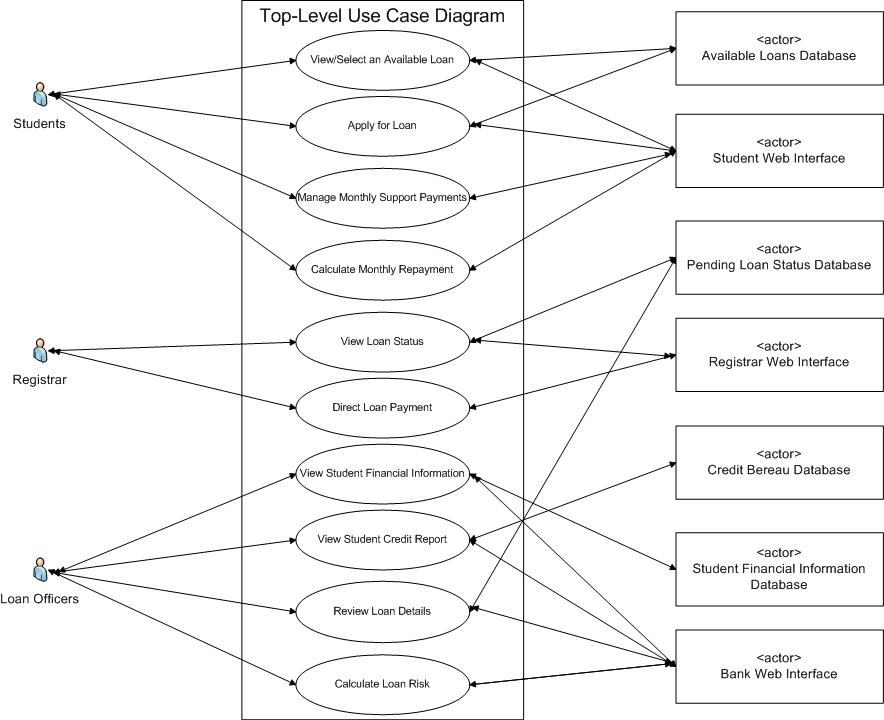 Top-Level Use Case Diagram
View/Select an Available Loan
Apply for Loan
Manage Monthly Support Payments
Calculate Monthly Repayment
View Loan Status
Direct Loan Payment
View Student Financial Information
View Student Credit Report
Review Loan Details
Calculate Loan Risk
Students
Registrar
Loan Officers
<actor>
Available Loans Database
<actor>
Student Web Interface
<actor>
Pending Loan Status Database
<actor>
Registrar Web Interface
<actor>
Credit Bereau Database
<actor>
Student Financial Information
Database
<actor>
Bank Web Interface